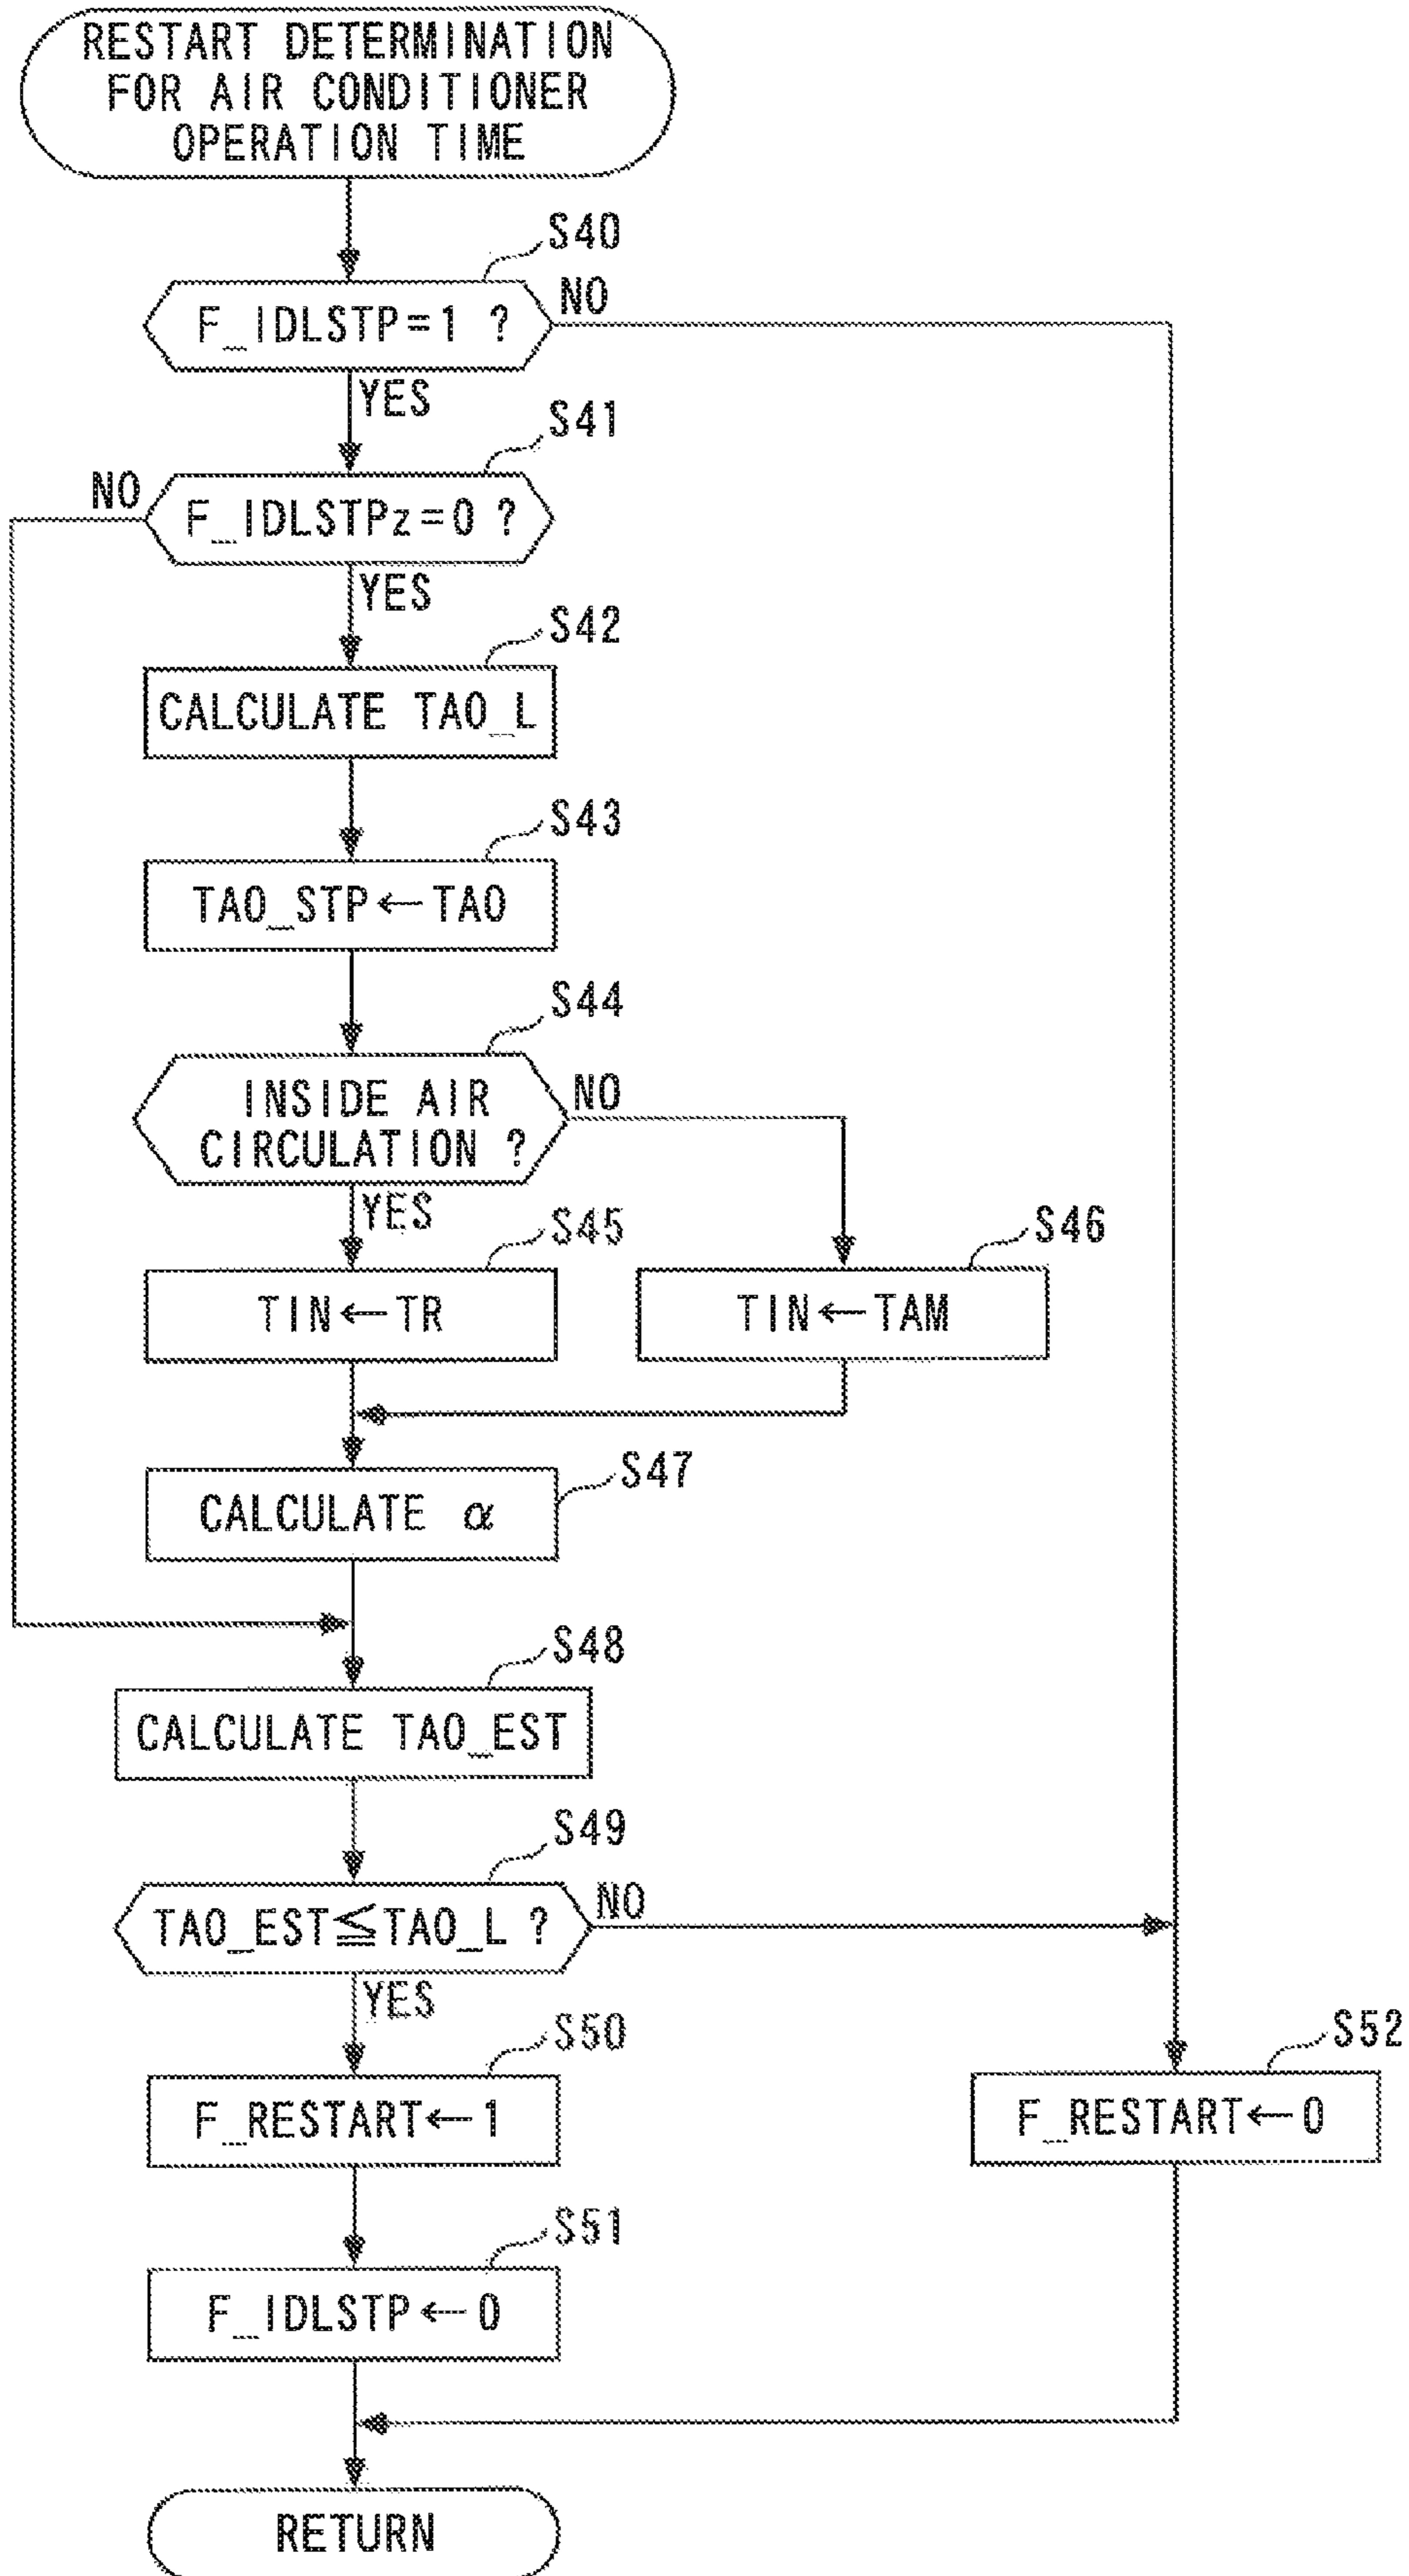 RESTART DETERMINATION
FOR AIR CONDITIONER
OPERATION TIME
S40
F_IDLSTP=1 ?
NO
YES
S41
NO
F_IDLSTPz=0 ?
YES
S42
CALCULATE TAO_L
S43
TAO_STP←TAO
S44
INSIDE AIR
CIRCULATION ?
NO
YES
S45
TIN←TR
S46
TIN←TAM
S47
CALCULATE α
S48
CALCULATE TAO_EST
S49
TAO_EST≦TAO_L ?
NO
YES
S50
F_RESTART←1
S52
F_RESTART←0
S51
F_IDLSTP←0
RETURN